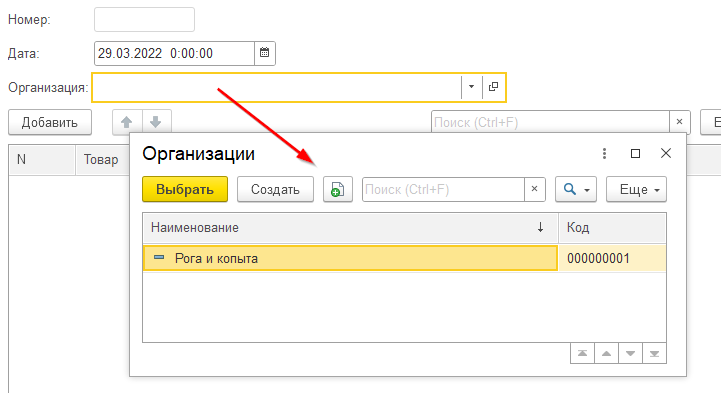 Номер:
Дата: 29.03.2022 0:00:00
Организация:
Добавить Поиск (Ctrl+F) × Е
N Товар
Организации
Выбрать Создать Поиск (Ctrl+F) × Еще
Наименование ↓ Код
Рога и копыта 000000001